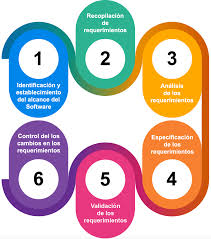 1
Identificación y
establecimiento
del alcance del
Software
Recopilación
de
requerimientos
2
3
Análisis
de los
requerimientos
Especificación
de los
requerimientos
4
5
Validación
de los
requerimientos
Control de los
cambios en los
requerimientos
6